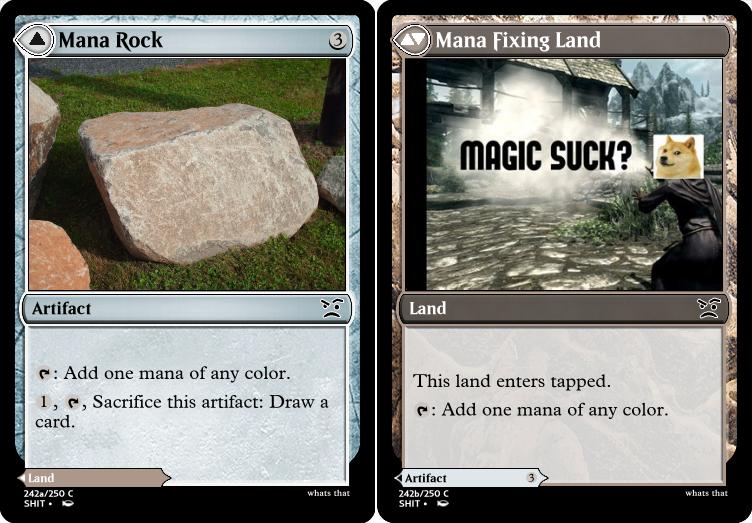 Mana Rock 3
Artifact
: Add one mana of any color.
1, , Sacrifice this artifact: Draw a
card.
Land
242a/250 C
SHIT •
whats that
Mana Fixing Land
MAGIC SUCK?
Land
This land enters tapped.
: Add one mana of any color.
Artifact 3
242b/250 C
SHIT •
whats that